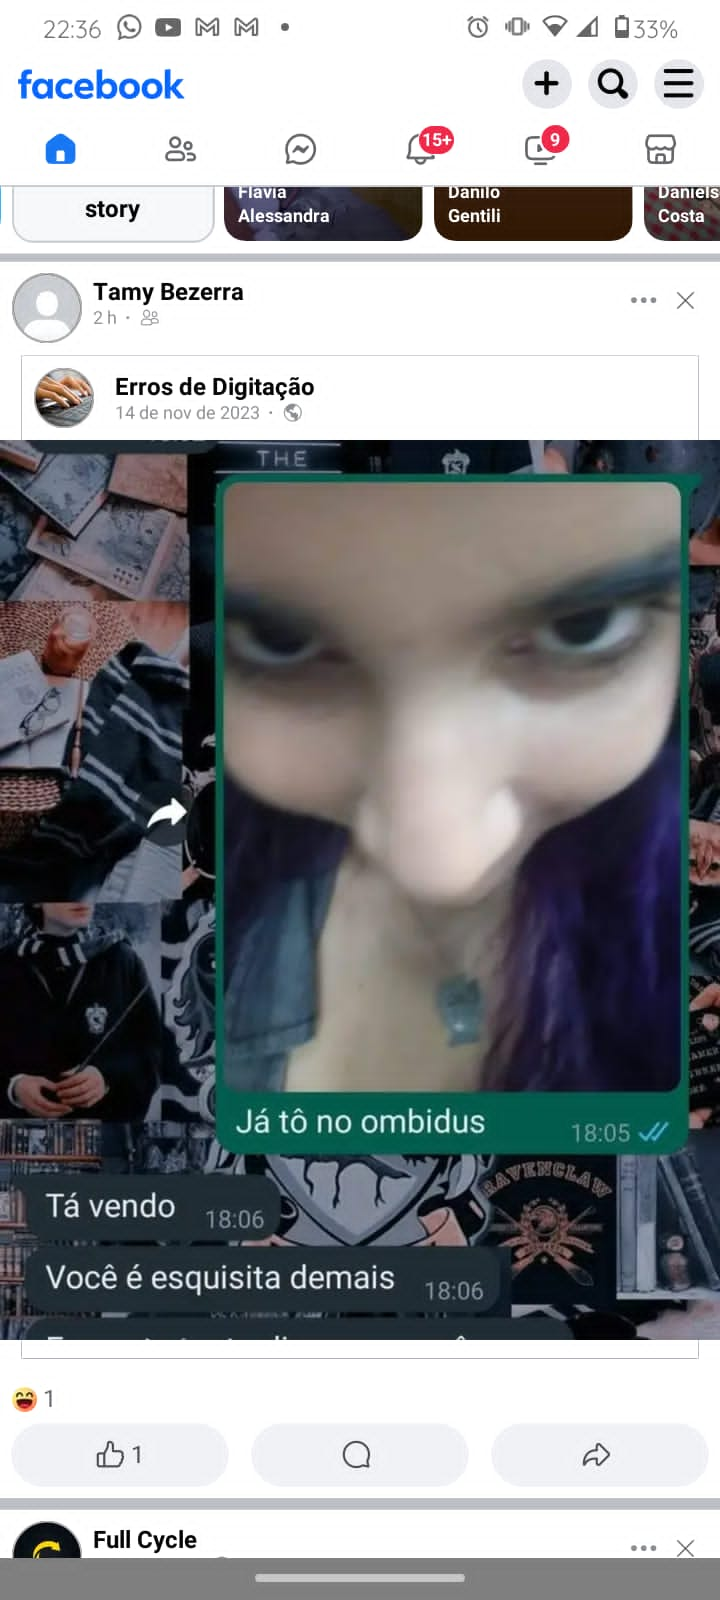 22:36
33%
facebook
15+
9
story
Flavia
Alessandra
Danilo
Gentili
Daniels
Costa
Tamy Bezerra
2 h ·
Erros de Digitação
14 de nov de 2023 ·
THE
Já tô no ombidus
18:05
RAVENCLAW
Tá vendo 18:06
Você é esquisita demais 18:06
1
1
Full Cycle